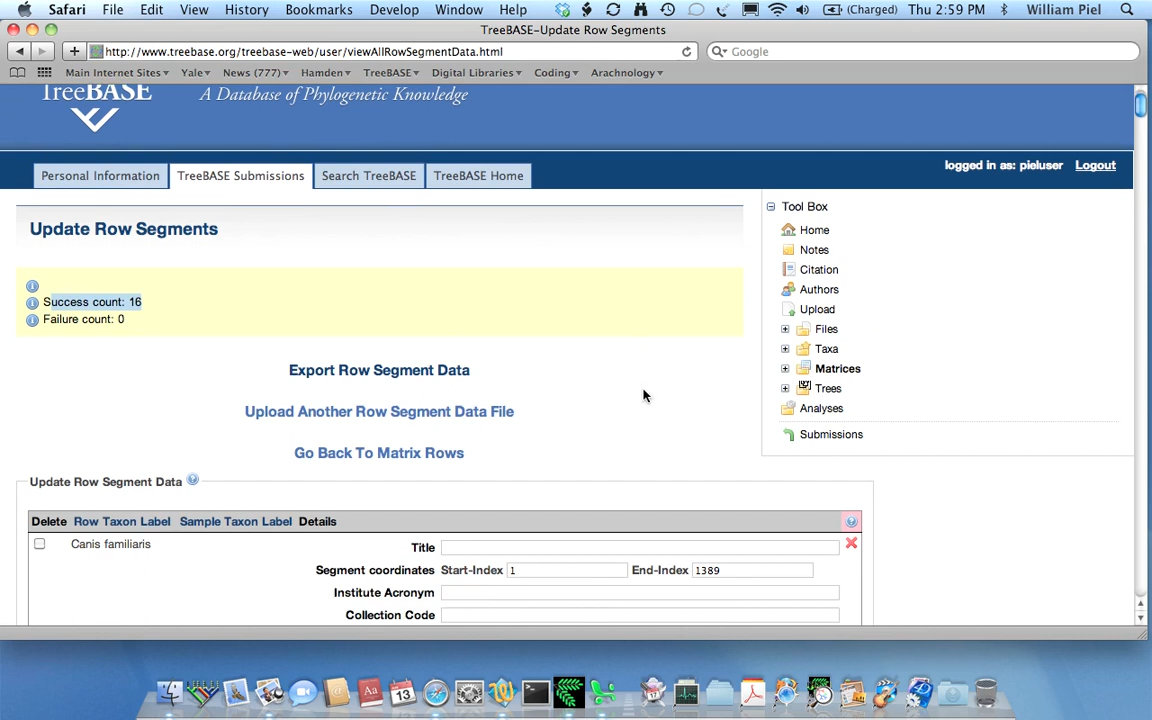 Safari File Edit View History Bookmarks Develop Window Help (Charged) Thu 2:59 PM William Piel
TreeBASE-Update Row Segments
http://www.treebase.org/treebase-web/user/viewAllRowSegmentData.html Google
Main Internet Sites Yale News (777) Hamden TreeBASE Digital Libraries Coding Arachnology
TreeBASE A Database of Phylogenetic Knowledge
logged in as: pieluser Logout
Personal Information TreeBASE Submissions Search TreeBASE TreeBASE Home
Update Row Segments
Success count: 16
Failure count: 0
Export Row Segment Data
Upload Another Row Segment Data File
Go Back To Matrix Rows
Update Row Segment Data
Delete Row Taxon Label Sample Taxon Label Details
Canis familiaris
Title
Segment coordinates Start-Index 1 End-Index 1389
Institute Acronym
Collection Code
Tool Box
Home
Notes
Citation
Authors
Upload
Files
Taxa
Matrices
Trees
Analyses
Submissions
13